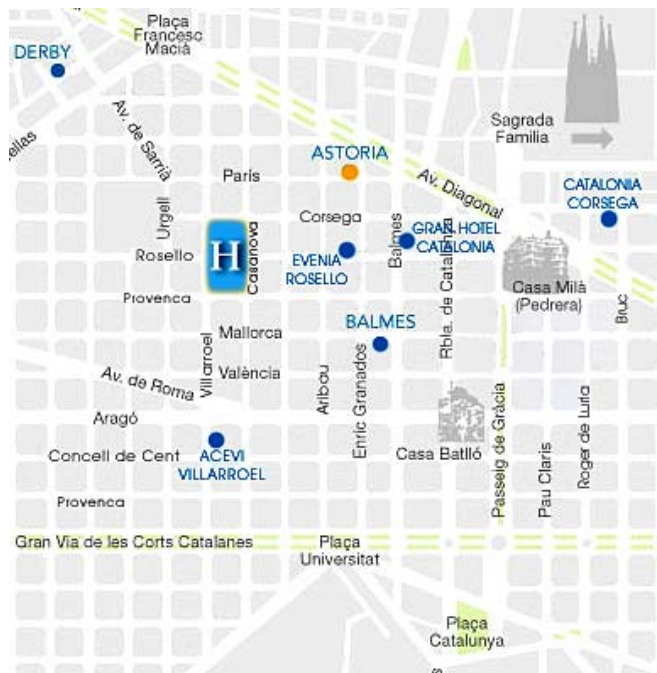 Plaça
Francesc
Macià
DERBY
Sagrada
Familia
Av. de Sarrià
ASTORIA
París
Av. Diagonal
CATALONIA
CORSEGA
Urgell
Corsega
Balmes
GRAN HOTEL
CATALONIA
Rbla. de Catalunza
Rosello
H
Casanova
EVENIA
ROSELLO
Casa Milà
(Pedrera)
Bruc
Provenca
Mallorca
BALMES
Villarroel
València
Av. de Roma
Aribau
Enric Granados
Passeig de Gràcia
Roger de Luria
Aragó
Concell de Cent
ACEVI
VILLARROEL
Casa Batlló
Pau Claris
Provenca
Gran Via de les Corts Catalanes
Plaça
Universitat
Plaça
Catalunya